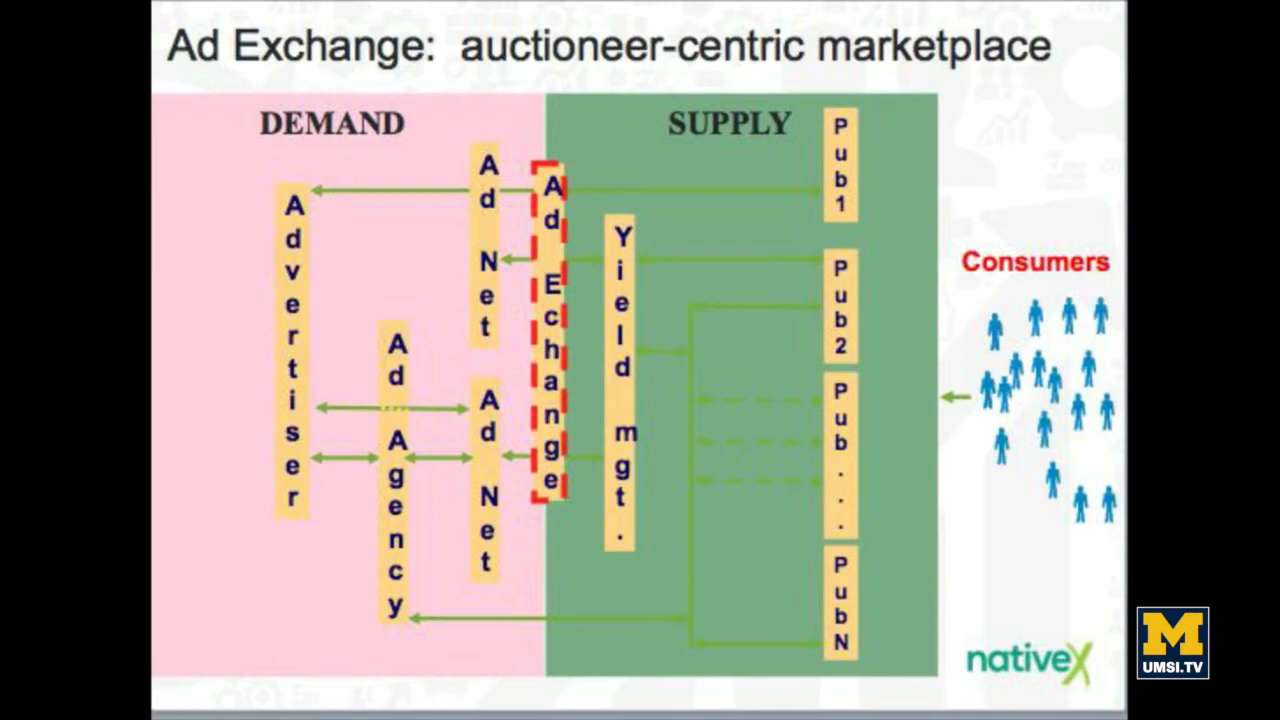 Ad Exchange: auctioneer-centric marketplace
DEMAND
SUPPLY
Advertiser
Ad Agency
Ad Net
Ad Net
Ad Echange
Yield mgt.
Pub1
Pub2
Pub...
PubN
Consumers
nativeX
M
UMSI.TV